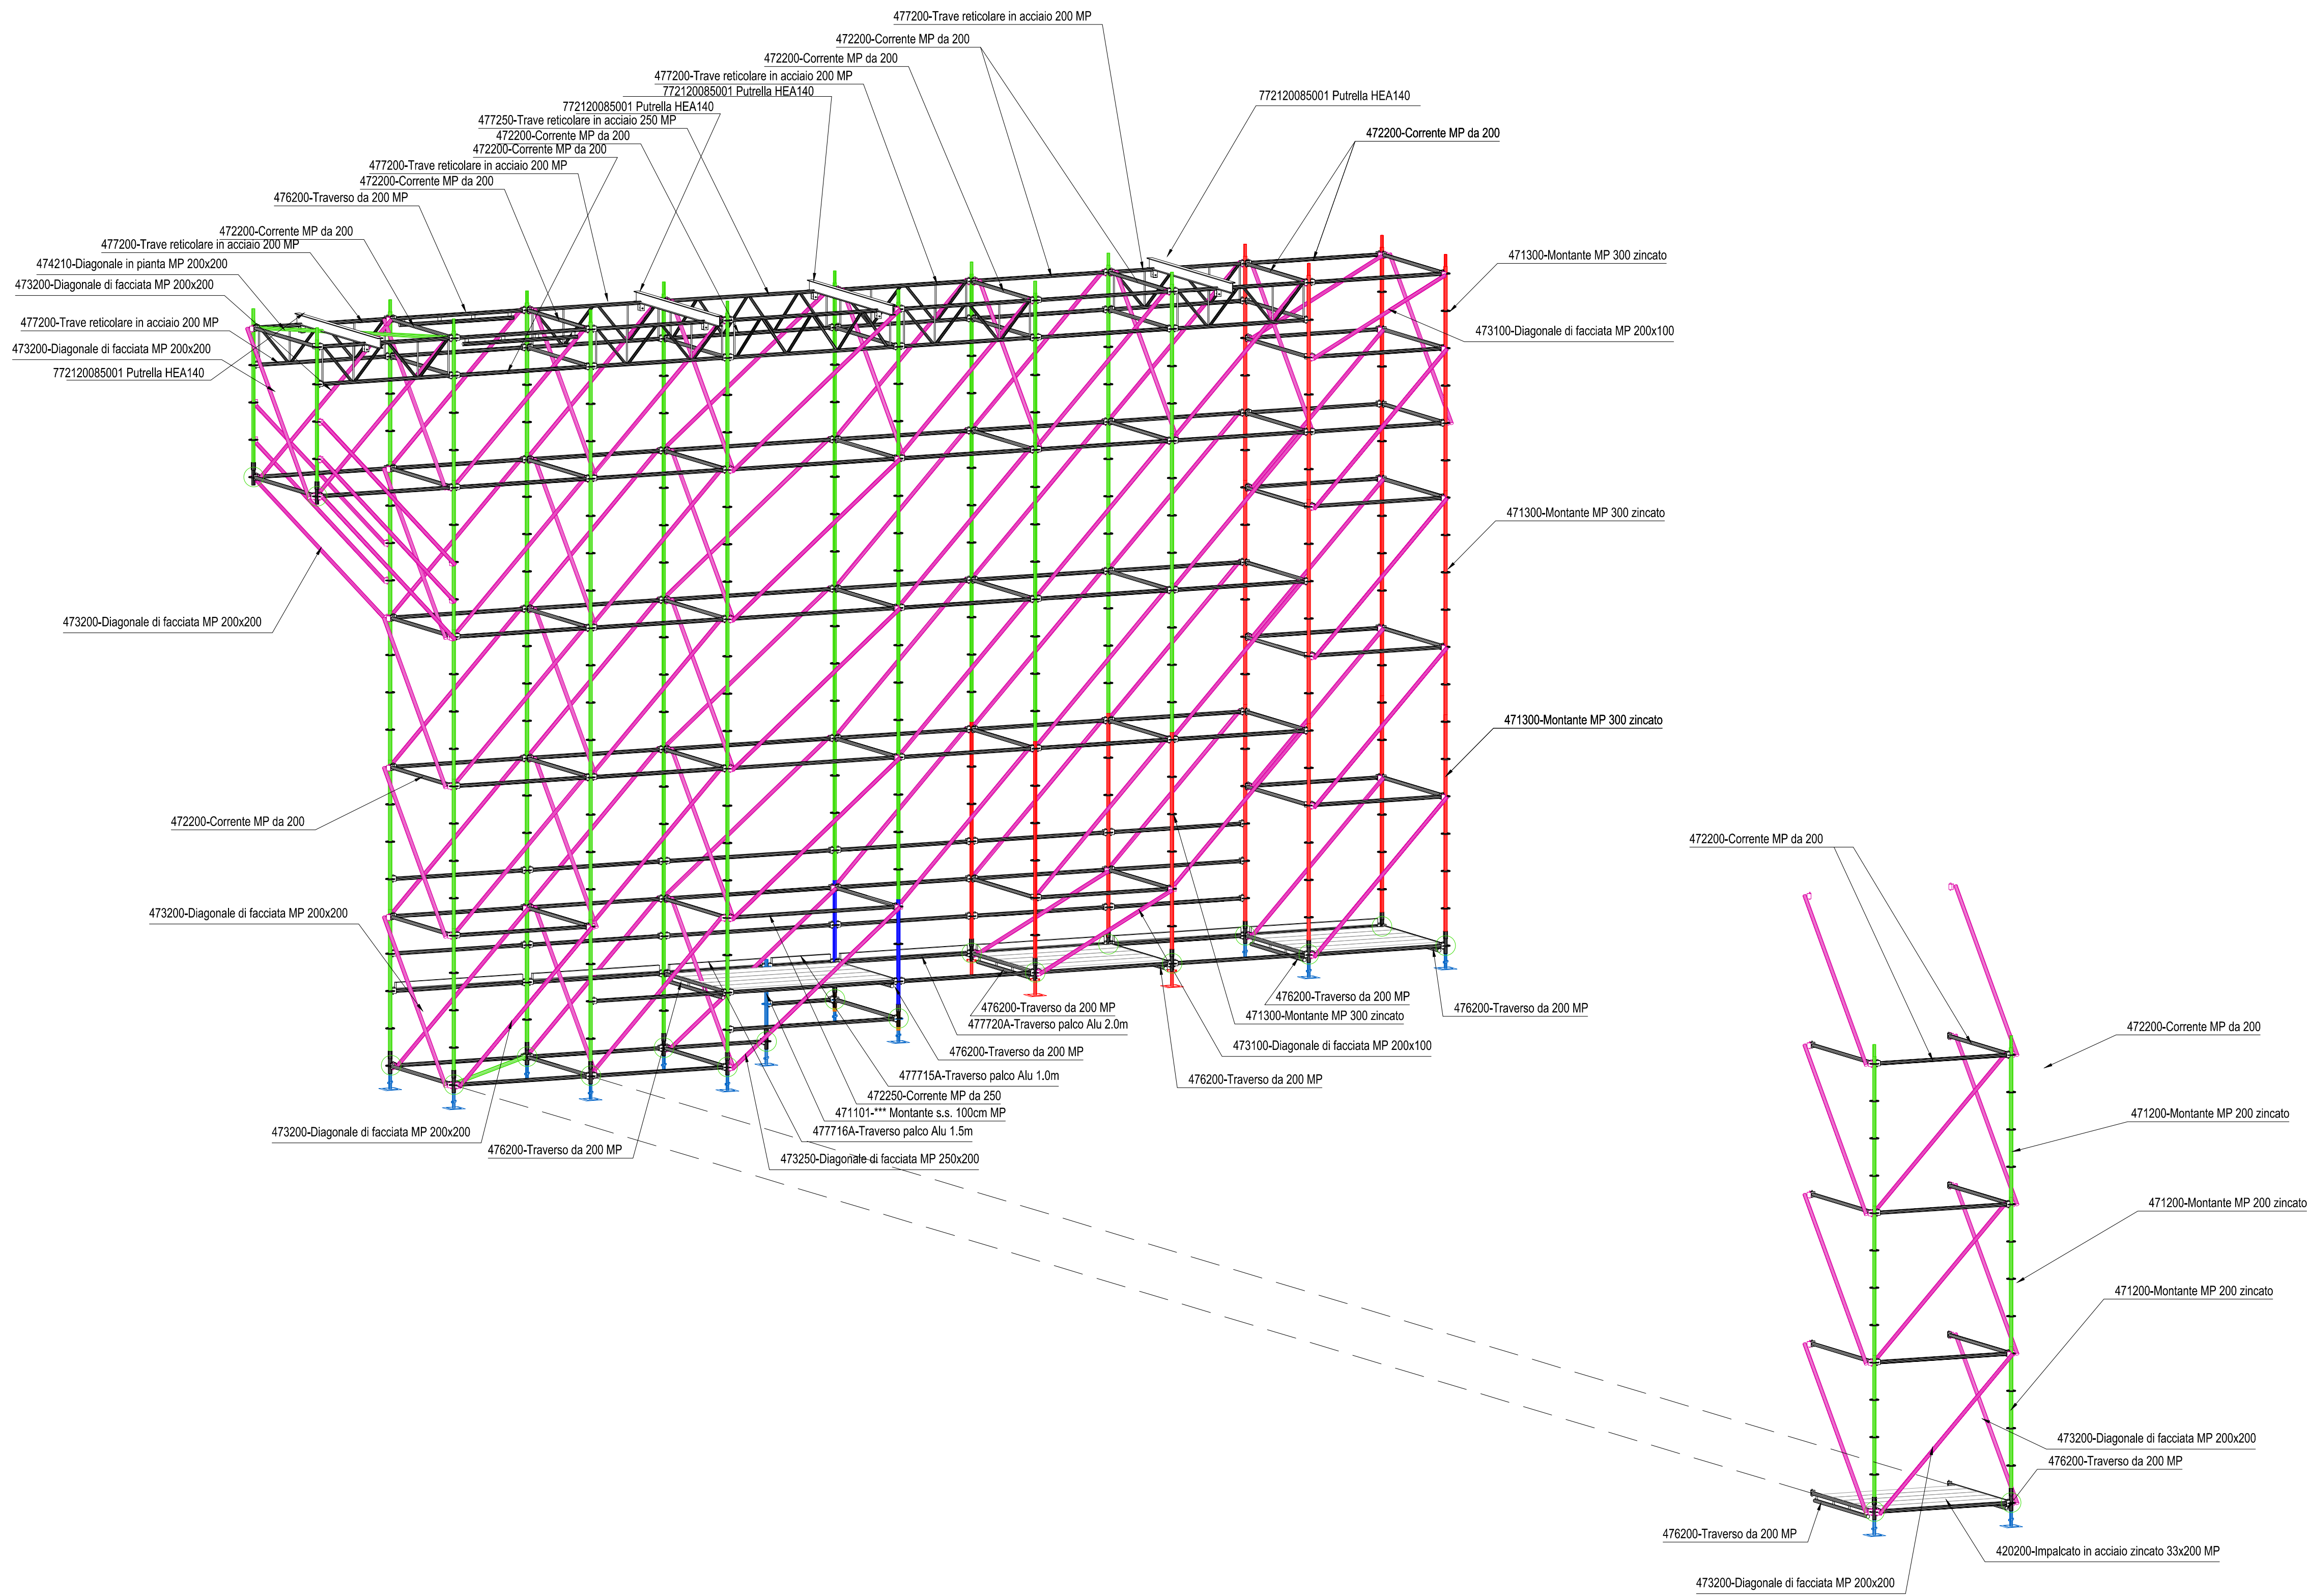 477200-Trave reticolare in acciaio 200 MP
472200-Corrente MP da 200
472200-Corrente MP da 200
477200-Trave reticolare in acciaio 200 MP
772120085001 Putrella HEA140
772120085001 Putrella HEA140
772120085001 Putrella HEA140
477250-Trave reticolare in acciaio 250 MP
472200-Corrente MP da 200
472200-Corrente MP da 200
472200-Corrente MP da 200
477200-Trave reticolare in acciaio 200 MP
472200-Corrente MP da 200
476200-Traverso da 200 MP
472200-Corrente MP da 200
477200-Trave reticolare in acciaio 200 MP
471300-Montante MP 300 zincato
474210-Diagonale in pianta MP 200x200
473200-Diagonale di facciata MP 200x200
477200-Trave reticolare in acciaio 200 MP
473100-Diagonale di facciata MP 200x100
473200-Diagonale di facciata MP 200x200
772120085001 Putrella HEA140
471300-Montante MP 300 zincato
473200-Diagonale di facciata MP 200x200
471300-Montante MP 300 zincato
472200-Corrente MP da 200
472200-Corrente MP da 200
473200-Diagonale di facciata MP 200x200
476200-Traverso da 200 MP
476200-Traverso da 200 MP
476200-Traverso da 200 MP
471300-Montante MP 300 zincato
477720A-Traverso palco Alu 2.0m
472200-Corrente MP da 200
473100-Diagonale di facciata MP 200x100
476200-Traverso da 200 MP
477715A-Traverso palco Alu 1.0m
476200-Traverso da 200 MP
472250-Corrente MP da 250
471101-*** Montante s.s. 100cm MP
471200-Montante MP 200 zincato
473200-Diagonale di facciata MP 200x200
477716A-Traverso palco Alu 1.5m
476200-Traverso da 200 MP
473250-Diagonale di facciata MP 250x200
471200-Montante MP 200 zincato
471200-Montante MP 200 zincato
473200-Diagonale di facciata MP 200x200
476200-Traverso da 200 MP
476200-Traverso da 200 MP
420200-Impalcato in acciaio zincato 33x200 MP
473200-Diagonale di facciata MP 200x200